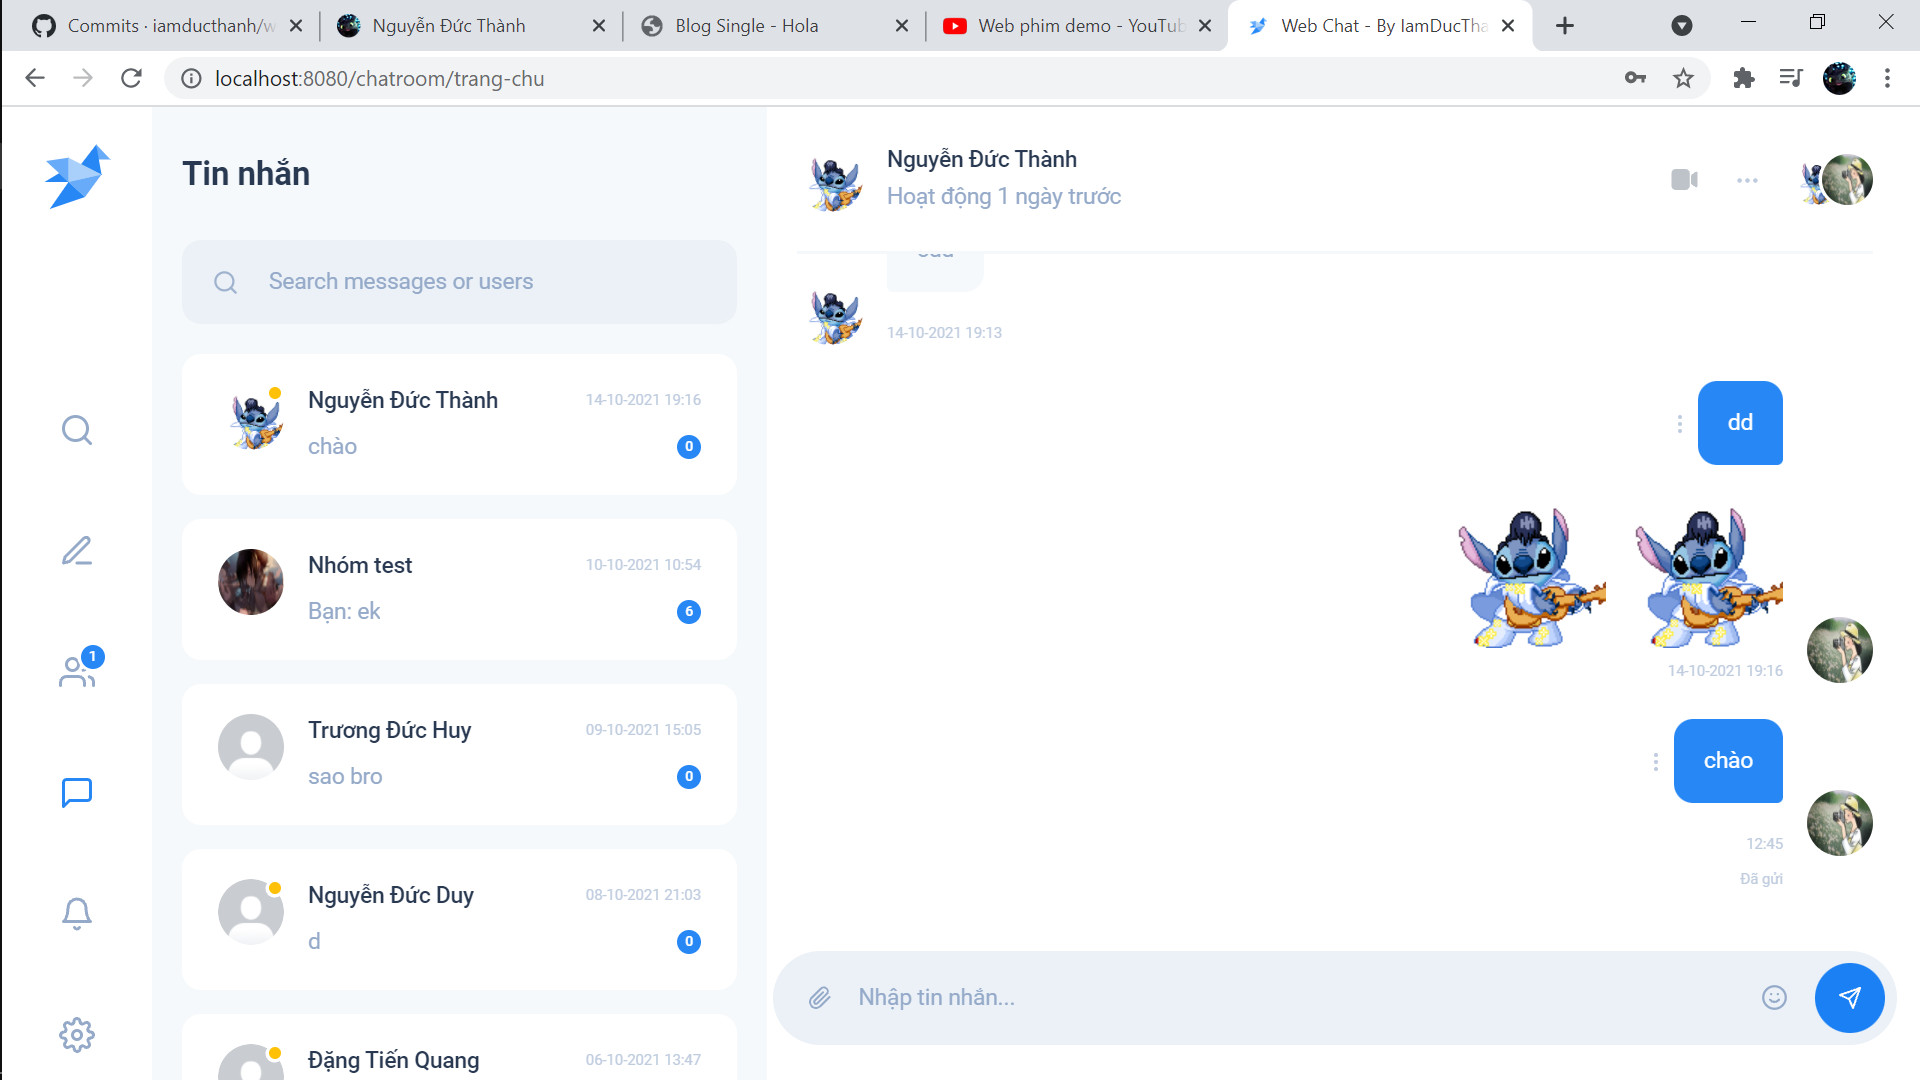 Commits · iamducthanh/w
Nguyễn Đức Thành
Blog Single - Hola
Web phim demo - YouTub
Web Chat - By IamDucTha
localhost:8080/chatroom/trang-chu
Tin nhắn
Search messages or users
Nguyễn Đức Thành
14-10-2021 19:16
chào
0
Nhóm test
10-10-2021 10:54
Bạn: ek
6
Trương Đức Huy
09-10-2021 15:05
sao bro
0
Nguyễn Đức Duy
08-10-2021 21:03
d
0
Đặng Tiến Quang
06-10-2021 13:47
1
Nguyễn Đức Thành
Hoạt động 1 ngày trước
14-10-2021 19:13
dd
14-10-2021 19:16
chào
12:45
Đã gửi
Nhập tin nhắn...